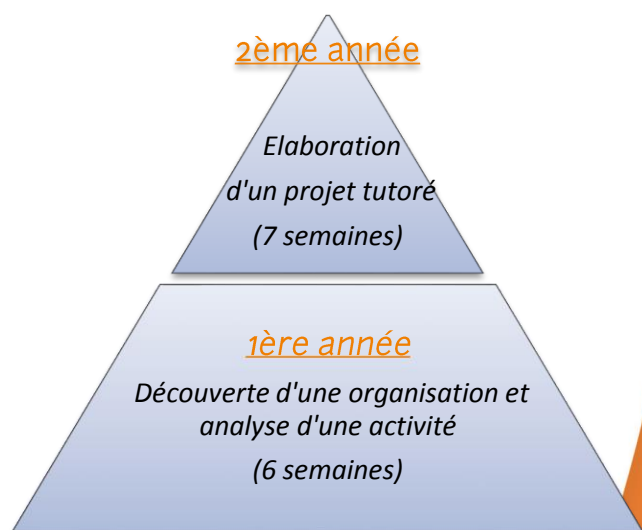 2ème année
Elaboration
d'un projet tutoré
(7 semaines)
1ère année
Découverte d'une organisation et
analyse d'une activité
(6 semaines)